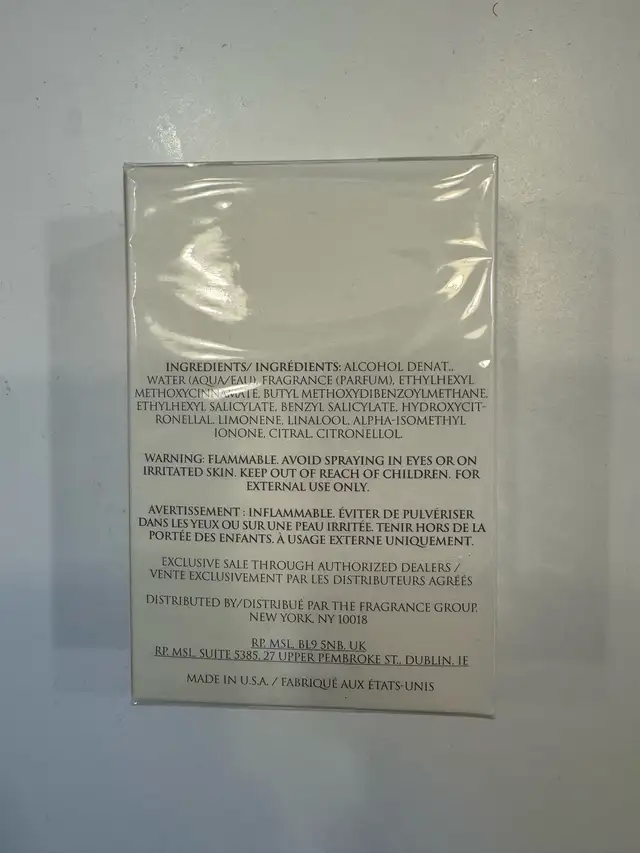 INGREDIENTS/ INGRÉDIENTS: ALCOHOL DENAT.,
WATER (AQUA/EAU), FRAGRANCE (PARFUM), ETHYLHEXYL
METHOXYCINNAMATE, BUTYL METHOXYDIBENZOYLMETHANE,
ETHYLHEXYL SALICYLATE, BENZYL SALICYLATE, HYDROXYCIT-
RONELLAL, LIMONENE, LINALOOL, ALPHA-ISOMETHYL
IONONE, CITRAL, CITRONELLOL.
WARNING: FLAMMABLE. AVOID SPRAYING IN EYES OR ON
IRRITATED SKIN. KEEP OUT OF REACH OF CHILDREN. FOR
EXTERNAL USE ONLY.
AVERTISSEMENT : INFLAMMABLE. ÉVITER DE PULVÉRISER
DANS LES YEUX OU SUR UNE PEAU IRRITÉE. TENIR HORS DE LA
PORTÉE DES ENFANTS. À USAGE EXTERNE UNIQUEMENT.
EXCLUSIVE SALE THROUGH AUTHORIZED DEALERS /
VENTE EXCLUSIVEMENT PAR LES DISTRIBUTEURS AGRÉÉS
DISTRIBUTED BY/DISTRIBUÉ PAR THE FRAGRANCE GROUP,
NEW YORK, NY 10018
RP. MSL, BL9 5NB, UK
RP. MSL, SUITE 5385, 27 UPPER PEMBROKE ST., DUBLIN, IE
MADE IN U.S.A. / FABRIQUÉ AUX ÉTATS-UNIS